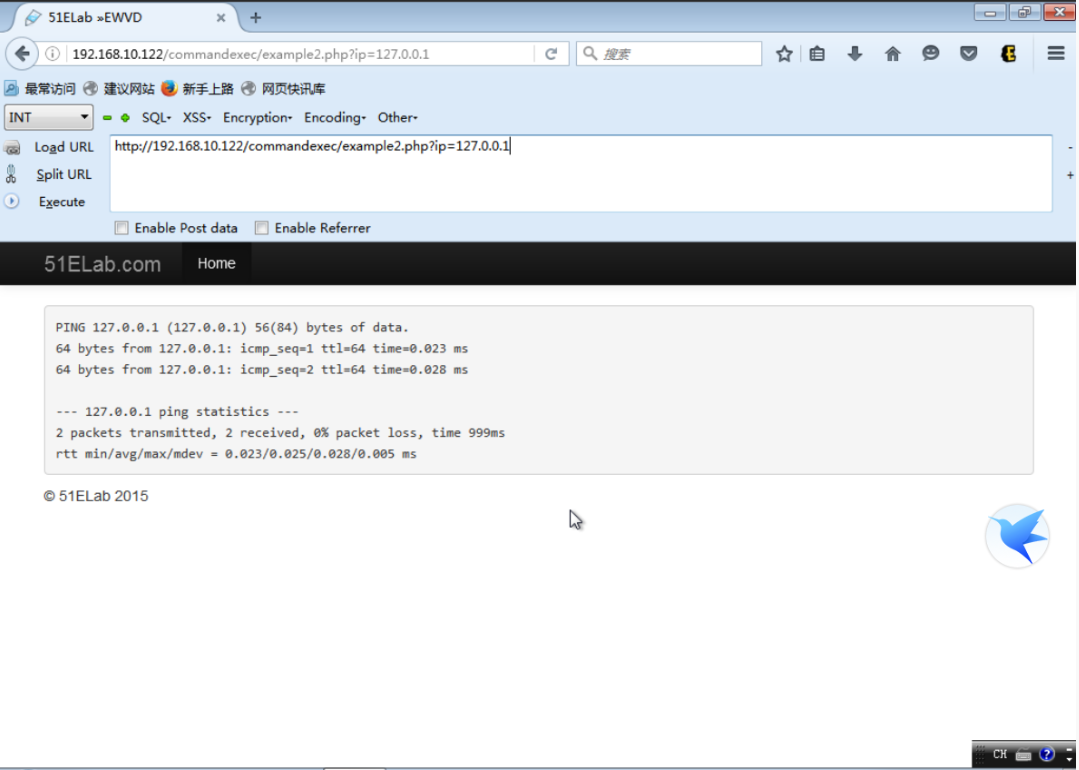 51ELab »EWVD
192.168.10.122/commandexec/example2.php?ip=127.0.0.1
搜索
最常访问 建议网站 新手上路 网页快讯库
INT SQL XSS Encryption Encoding Other
Load URL http://192.168.10.122/commandexec/example2.php?ip=127.0.0.1
Split URL
Execute
Enable Post data Enable Referrer
51ELab.com Home
PING 127.0.0.1 (127.0.0.1) 56(84) bytes of data.
64 bytes from 127.0.0.1: icmp_seq=1 ttl=64 time=0.023 ms
64 bytes from 127.0.0.1: icmp_seq=2 ttl=64 time=0.028 ms
--- 127.0.0.1 ping statistics ---
2 packets transmitted, 2 received, 0% packet loss, time 999ms
rtt min/avg/max/mdev = 0.023/0.025/0.028/0.005 ms
© 51ELab 2015
CH